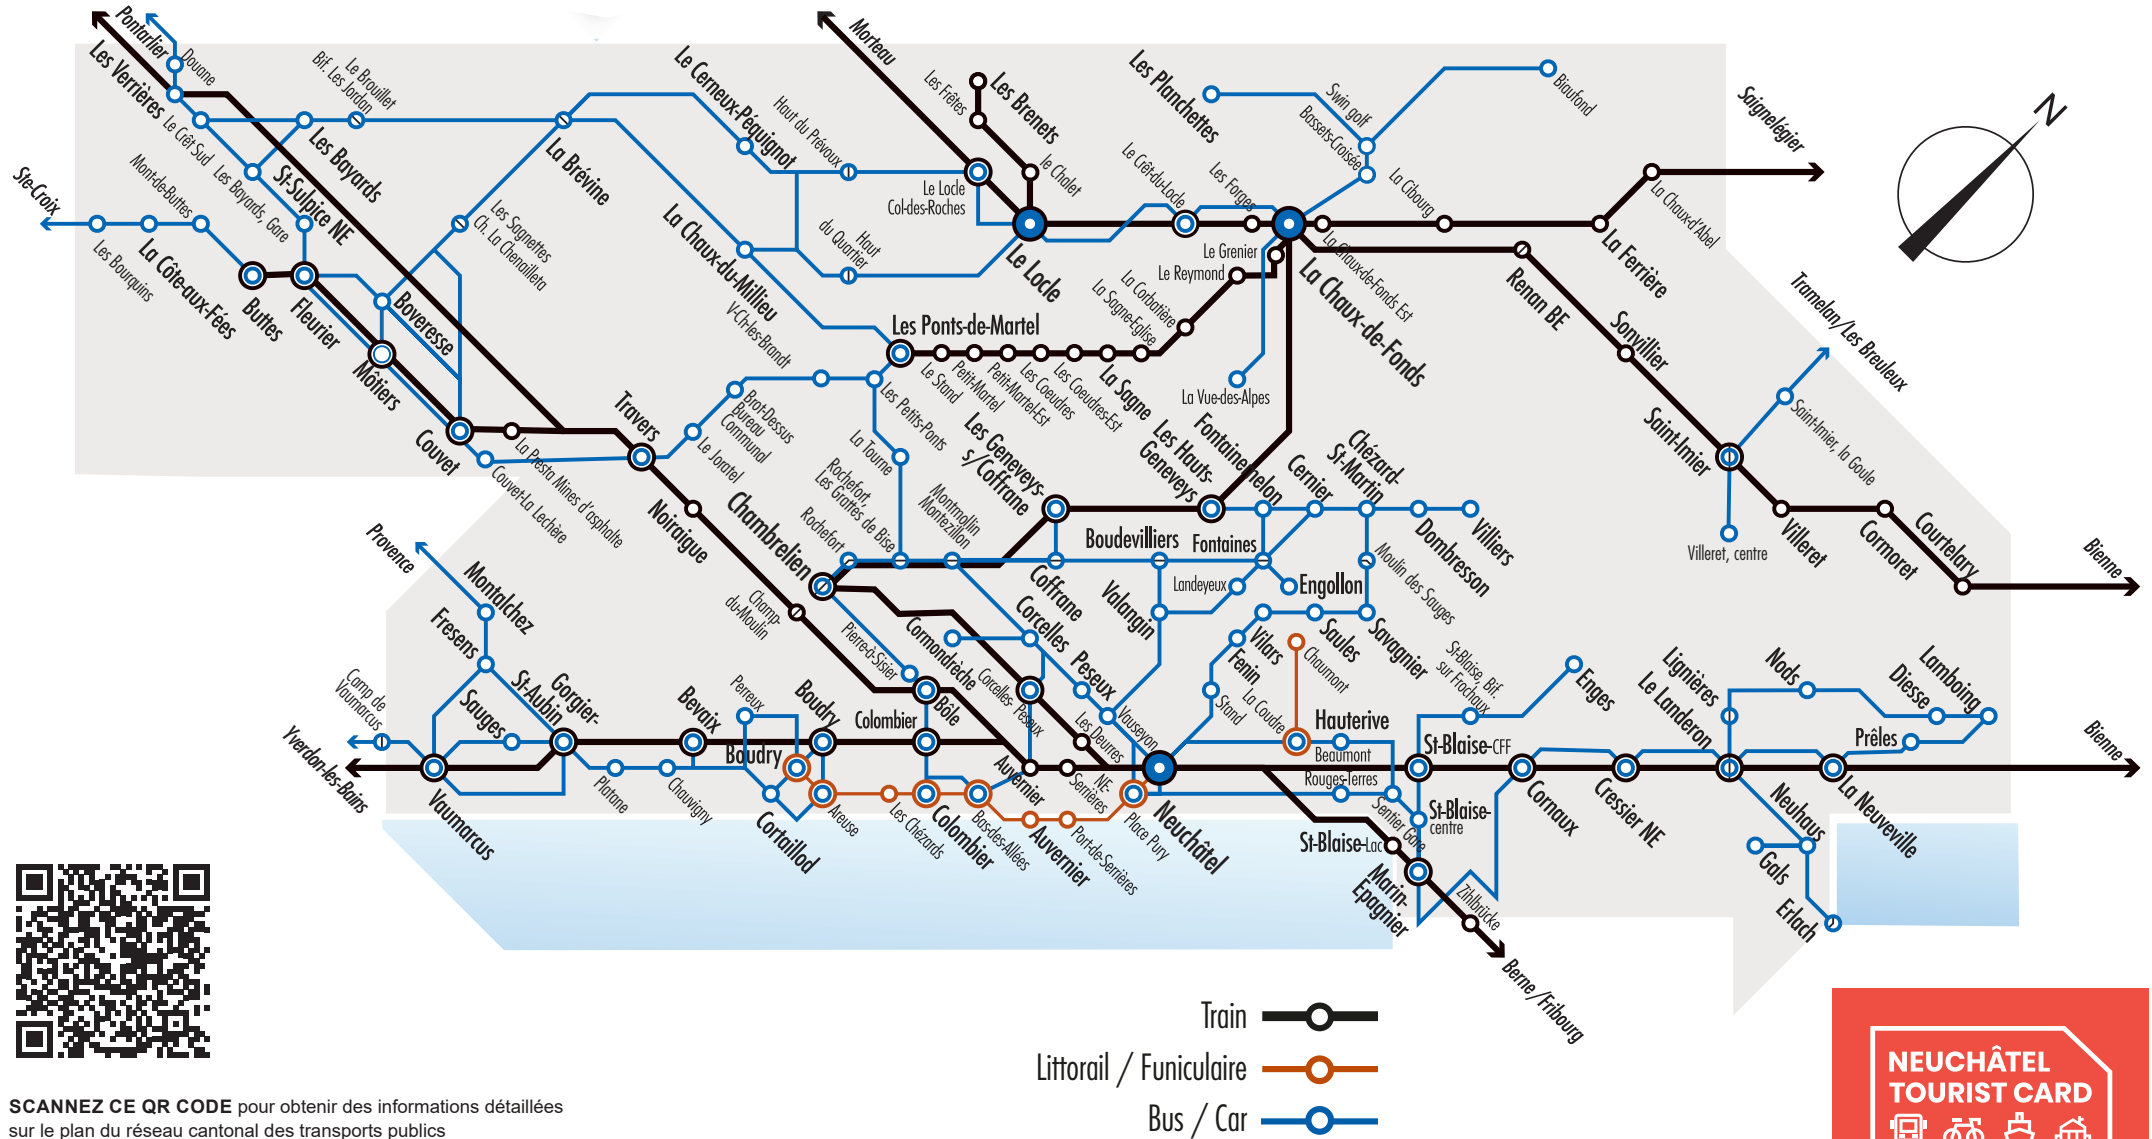 Pontarlier
Douane
Les Verrières
Le Crêt Sud
Les Bayards, Gare
Bif. Les Jordan
Le Brouillet
Les Bayards
St-Sulpice NE
Mont-de-Buttes
Ste-Croix
Les Bourquins
La Côte-aux-Fées
Buttes
Fleurier
Boveresse
Môtiers
Couvet
Les Sagnettes
Ch. La Chenailleta
La Brévine
Le Cerneux-Péquignot
Haut du Prévoux
La Chaux-du-Milieu
V-Ch-les-Brandt
Haut
du Quartier
Morteau
Les Frêtes
Les Brenets
le Chalet
Le Locle
Col-des-Roches
Le Locle
Le Crêt-du-Locle
Les Forges
Les Planchettes
Swin golf
Bassets-Croisée
Biaufond
La Cibourg
Saignelégier
La Chaux-d'Abel
La Ferrière
La Chaux-de-Fonds Est
La Chaux-de-Fonds
Le Grenier
Le Reymond
La Corbatière
La Sagne-Eglise
La Vue-des-Alpes
Les Ponts-de-Martel
Le Stand
Petit-Martel
Petit-Martel-Est
Les Coeudres
Les Coeudres-Est
La Sagne
N
Renan BE
Sonvillier
Saint-Imier
Tramelan/Les Breuleux
Saint-Imier, la Goule
Villeret, centre
Villeret
Cormoret
Courtelary
Bienne
Travers
Le Joratel
Brot-Dessus
Bureau
Communal
Les Petits-Ponts
La Tourne
La Presta Mines d'asphalte
Couvet-La Lechère
Noiraigue
Chambrelien
Rochefort
Rochefort,
Les Grattes de Bise
Montmollin
Montezillon
Les Geneveys-
s/Coffrane
Les Hauts-
Geneveys
Fontainemelon
Cernier
Chézard-
St-Martin
Dombresson
Villiers
Boudevilliers
Fontaines
Landeyeux
Engollon
Moulin des Sauges
Savagnier
Saules
Vilars
Fenin
Stand
Valangin
Coffrane
Corcelles
Peseux
Cormondrèche
Corcelles-Peseux
Les Deurres
Vauseyon
Champ-
du-Moulin
Pierre-à-Sisier
Bôle
Colombier
Boudry
Perreux
Boudry
Bevaix
Gorgier-
St-Aubin
Provence
Montalchez
Fresens
Sauges
Camp de
Vaumarcus
Yverdon-les-Bains
Vaumarcus
Platane
Chauvigny
Cortaillod
Areuse
Les Chézards
Colombier
Bas-des-Allées
Auvernier
Auvernier
NE-
Serrières
Port-de-Serrières
Place Pury
Neuchâtel
La Coudre
Chaumont
Hauterive
Beaumont
Rouges-Terres
Sentier Gare
St-Blaise, Bif.
sur Frochaux
Enges
St-Blaise-CFF
St-Blaise-
centre
St-Blaise-Lac
Marin-
Epagnier
Zihlbrücke
Berne/Fribourg
Cornaux
Cressier NE
Lignières
Le Landeron
Nods
Diesse
Lamboing
Prêles
La Neuveville
Bienne
Neuhaus
Gals
Erlach
Train
Littorail / Funiculaire
Bus / Car
SCANNEZ CE QR CODE pour obtenir des informations détaillées
sur le plan du réseau cantonal des transports publics
NEUCHÂTEL
TOURIST CARD